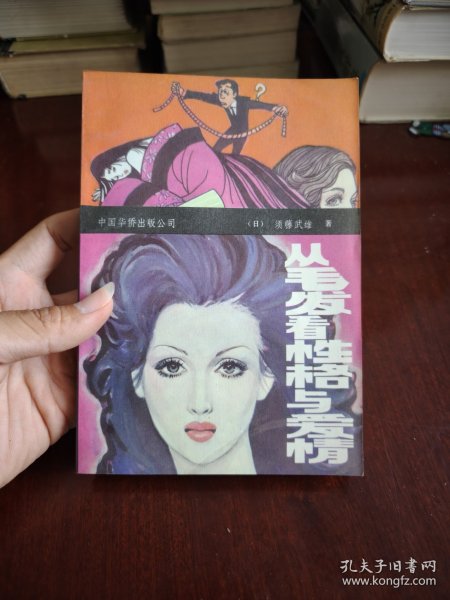 中国华侨出版公司 （日） 须藤武雄 著
从毛发看性格与爱情
?
孔夫子旧书网
www.kongfz.com